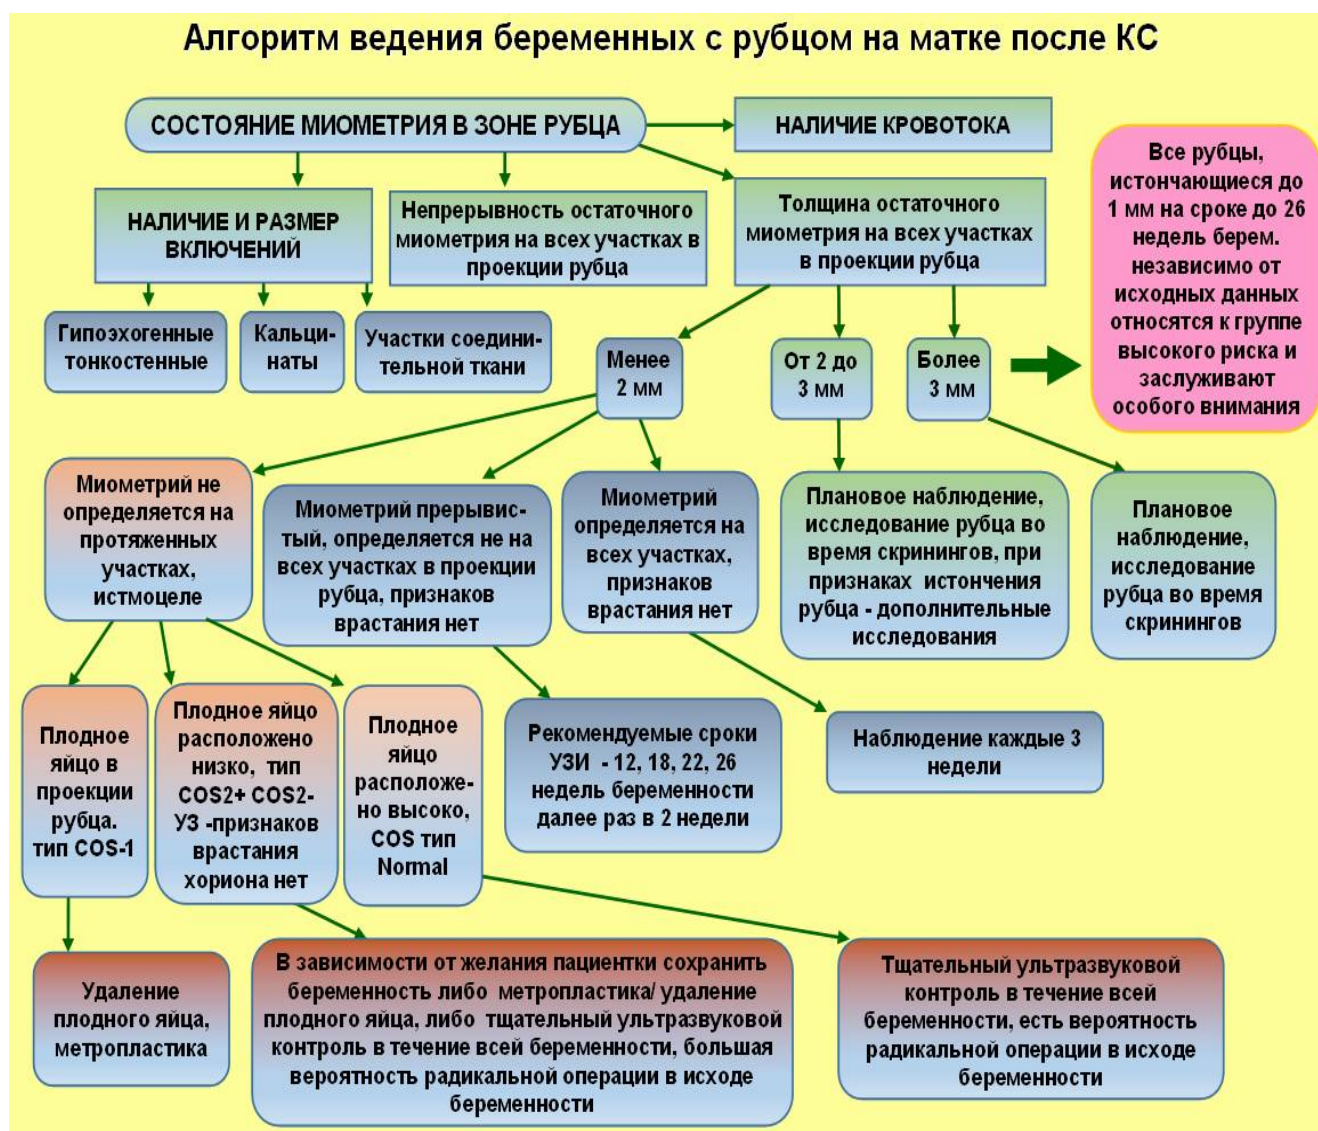 Алгоритм ведения беременных с рубцом на матке после КС
СОСТОЯНИЕ МИОМЕТРИЯ В ЗОНЕ РУБЦА
НАЛИЧИЕ КРОВОТОКА
Все рубцы,
истончающиеся до
1 мм на сроке до 26
недель берем.
независимо от
исходных данных
относятся к группе
высокого риска и
заслуживают
особого внимания
НАЛИЧИЕ И РАЗМЕР
ВКЛЮЧЕНИЙ
Непрерывность остаточного
миометрия на всех участках в
проекции рубца
Толщина остаточного
миометрия на всех участках
в проекции рубца
Гипоэхогенные
тонкостенные
Кальци-
наты
Участки соедини-
тельной ткани
Менее
2 мм
От 2 до
3 мм
Более
3 мм
Миометрий не
определяется на
протяженных
участках,
истмоцеле
Миометрий прерывис-
тый, определяется не на
всех участках в проекции
рубца, признаков
врастания нет
Миометрий
определяется на
всех участках,
признаков
врастания нет
Плановое наблюдение,
исследование рубца во
время скринингов, при
признаках истончения
рубца - дополнительные
исследования
Плановое
наблюдение,
исследование
рубца во время
скринингов
Плодное
яйцо в
проекции
рубца.
тип COS-1
Плодное яйцо
расположено
низко, тип
COS2+ COS2-
УЗ -признаков
врастания
хориона нет
Плодное
яйцо
расположе-
но высоко,
COS тип
Normal
Рекомендуемые сроки
УЗИ - 12, 18, 22, 26
недель беременности
далее раз в 2 недели
Наблюдение каждые 3
недели
Удаление
плодного яйца,
метропластика
В зависимости от желания пациентки сохранить
беременность либо метропластика/ удаление
плодного яйца, либо тщательный ультразвуковой
контроль в течение всей беременности, большая
вероятность радикальной операции в исходе
беременности
Тщательный ультразвуковой
контроль в течение всей
беременности, есть вероятность
радикальной операции в исходе
беременности